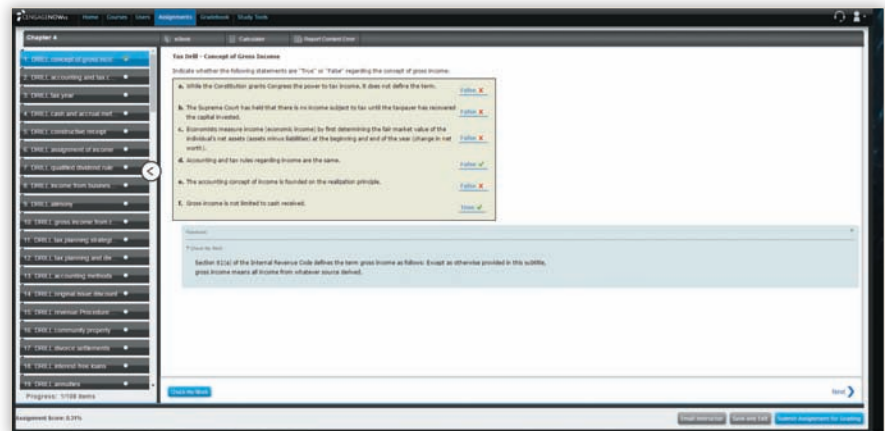 CENGAGENOWv2 Home Courses Users Assignments Gradebook Study Tools
Chapter 4
eBook Calculator Report Content Error
1. DRILL concept of gross inco
2. DRILL accounting and tax c
3. DRILL tax year
4. DRILL cash and accrual met
5. DRILL constructive receipt
6. DRILL assignment of income
7. DRILL qualified dividend rule
8. DRILL income from business
9. DRILL alimony
10. DRILL gross income from c
11. DRILL tax planning strategi
12. DRILL tax planning and de
13. DRILL accounting methods
14. DRILL original issue discount
15. DRILL revenue Procedure
16. DRILL community property
17. DRILL divorce settlements
18. DRILL interest-free loans
19. DRILL annuities
Progress: 1/108 items
Tax Drill - Concept of Gross Income
Indicate whether the following statements are "True" or "False" regarding the concept of gross income:
a. While the Constitution grants Congress the power to tax income, it does not define the term. False X
b. The Supreme Court has held that there is no income subject to tax until the taxpayer has recovered
the capital invested. False X
c. Economists measure income (economic income) by first determining the fair market value of the
individual's net assets (assets minus liabilities) at the beginning and end of the year (change in net
worth). False X
d. Accounting and tax rules regarding income are the same. False ✓
e. The accounting concept of income is founded on the realization principle. False X
f. Gross income is not limited to cash received. True ✓
Feedback
Check My Work
Section 61(a) of the Internal Revenue Code defines the term gross income as follows: Except as otherwise provided in this subtitle,
gross income means all income from whatever source derived.
Check My Work
Next
Assignment Score: 0.31%
Email Instructor Save and Exit Submit Assignment for Grading